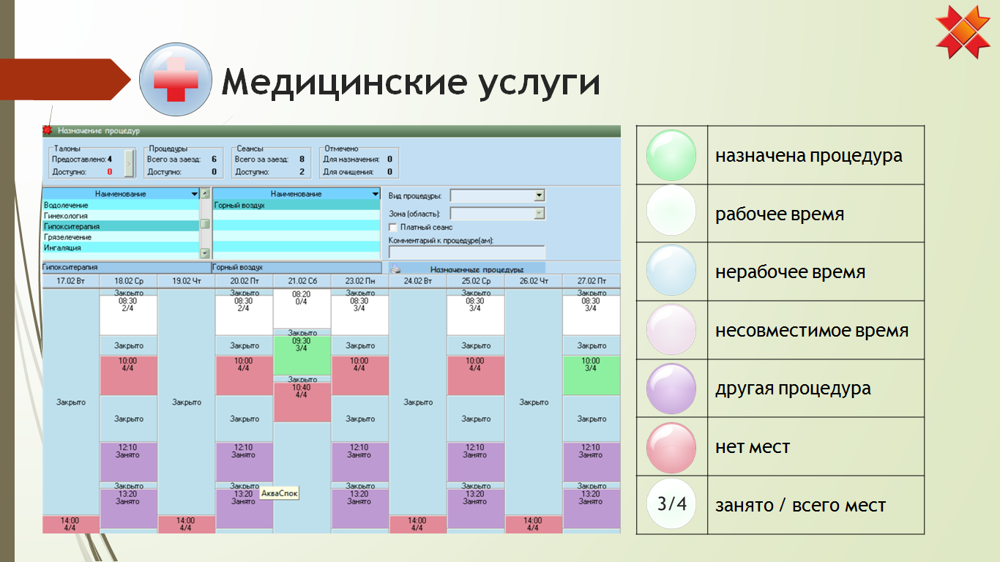 Медицинские услуги
Назначение процедур
Талоны
Предоставлено: 4
Доступно: 0
>
Процедуры
Всего за заезд: 6
Доступно: 0
Сеансы
Всего за заезд: 8
Доступно: 2
Отмечено
Для назначения: 0
Для очищения: 0
Наименование
Водолечение
Гинекология
Гипокситерапия
Грязелечение
Ингаляция
Наименование
Горный воздух
Вид процедуры:
Зона (область):
Платный сеанс
Комментарий к процедуре(ам):
Гипокситерапия Горный воздух Назначенные процедуры
17.02 Вт 18.02 Ср 19.02 Чт 20.02 Пт 21.02 Сб 23.02 Пн 24.02 Вт 25.02 Ср 26.02 Чт 27.02 Пт
Закрыто Закрыто 08:20 Закрыто Закрыто Закрыто
08:30 08:30 0/4 08:30 08:30 08:30
2/4 2/4 3/4 3/4 3/4
Закрыто
Закрыто Закрыто 09:30 Закрыто Закрыто Закрыто
3/4
10:00 10:00 10:00 10:00 10:00
4/4 4/4 4/4 4/4 3/4
Закрыто
10:40
4/4
Закрыто Закрыто Закрыто Закрыто
Закрыто Закрыто Закрыто Закрыто Закрыто
12:10 12:10 12:10 12:10 12:10
Занято Занято Занято Занято Занято
Закрыто Закрыто Закрыто Закрыто Закрыто
13:20 13:20 АкваСпок 13:20 13:20 13:20
Занято Занято Занято Занято Занято
14:00 14:00 14:00 14:00
4/4 4/4 4/4 4/4
назначена процедура
рабочее время
нерабочее время
несовместимое время
другая процедура
нет мест
3/4 занято / всего мест